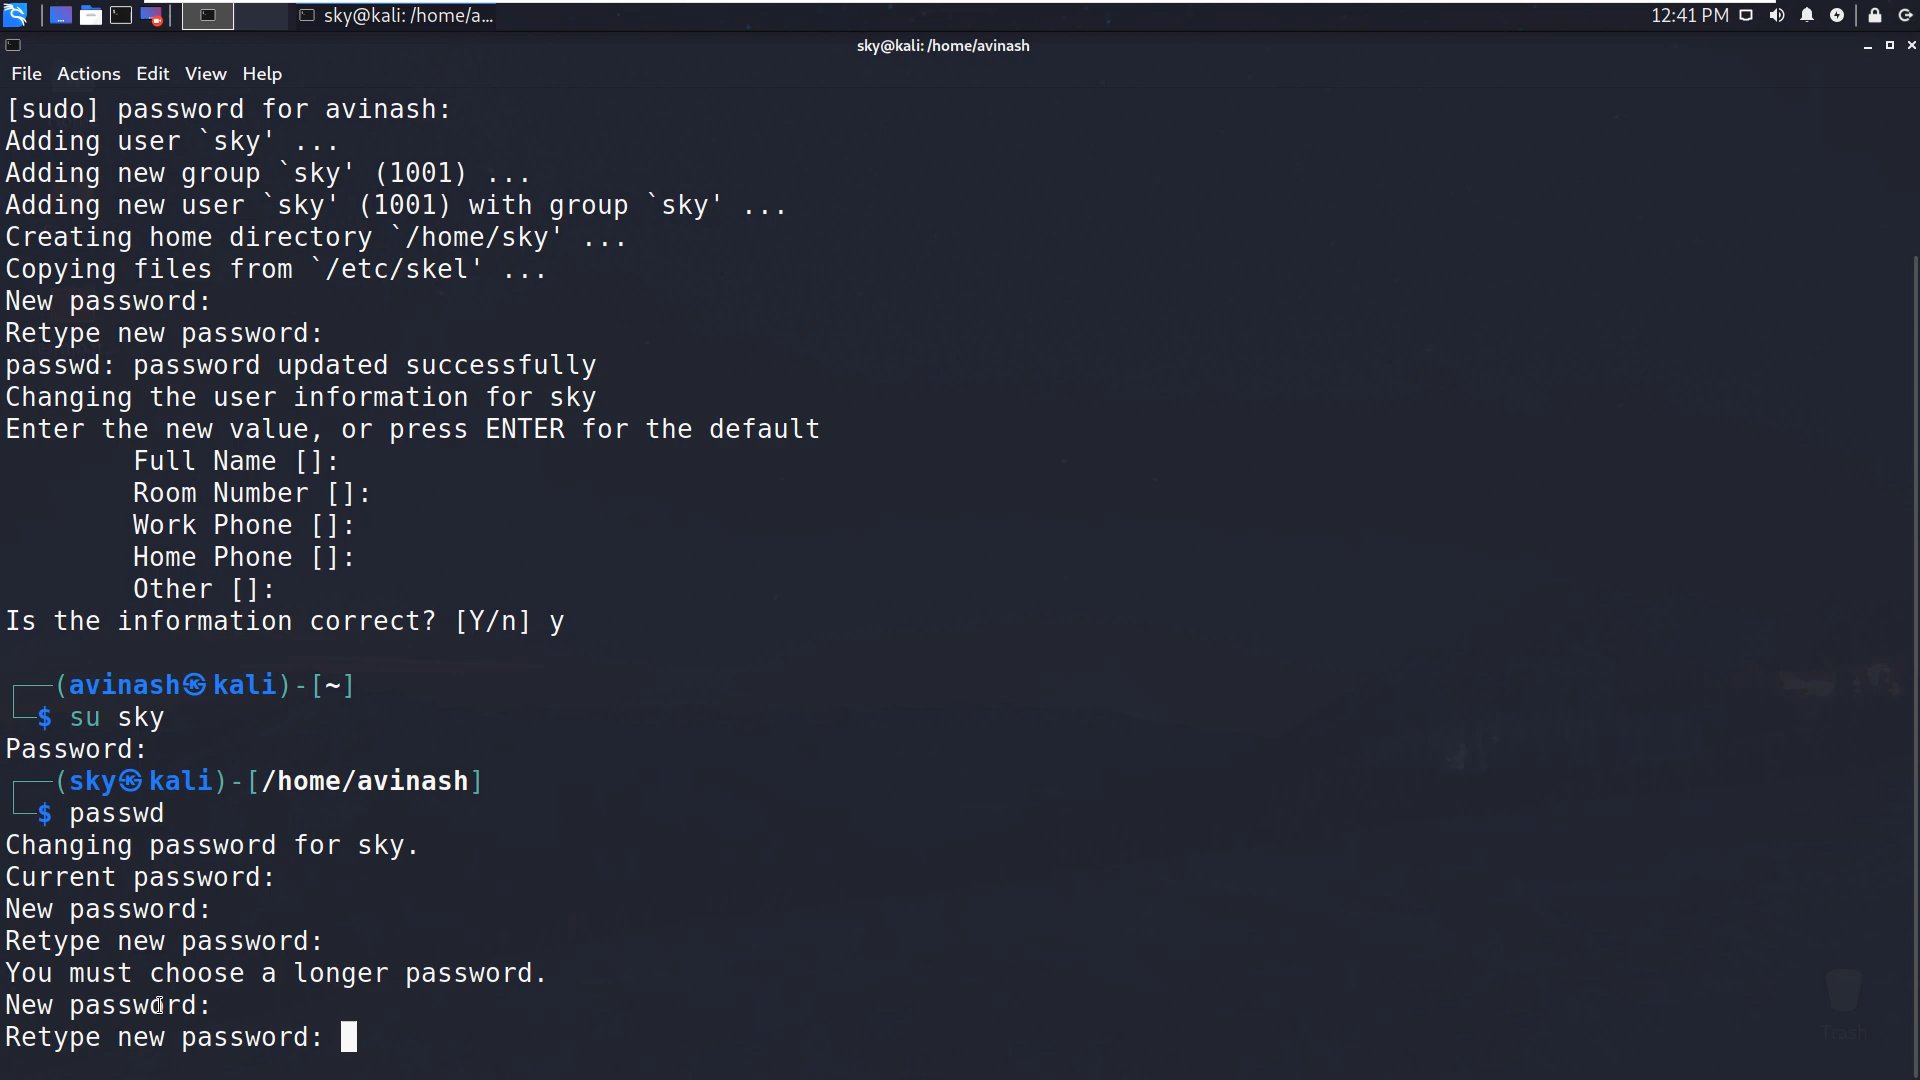 sky@kali: /home/a...
12:41 PM
sky@kali: /home/avinash
File Actions Edit View Help
[sudo] password for avinash:
Adding user `sky' ...
Adding new group `sky' (1001) ...
Adding new user `sky' (1001) with group `sky' ...
Creating home directory `/home/sky' ...
Copying files from `/etc/skel' ...
New password:
Retype new password:
passwd: password updated successfully
Changing the user information for sky
Enter the new value, or press ENTER for the default
Full Name []:
Room Number []:
Work Phone []:
Home Phone []:
Other []:
Is the information correct? [Y/n] y
┌──(avinash㉿kali)-[~]
└─$ su sky
Password:
┌──(sky㉿kali)-[/home/avinash]
└─$ passwd
Changing password for sky.
Current password:
New password:
Retype new password:
You must choose a longer password.
New password:
Retype new password:
Trash